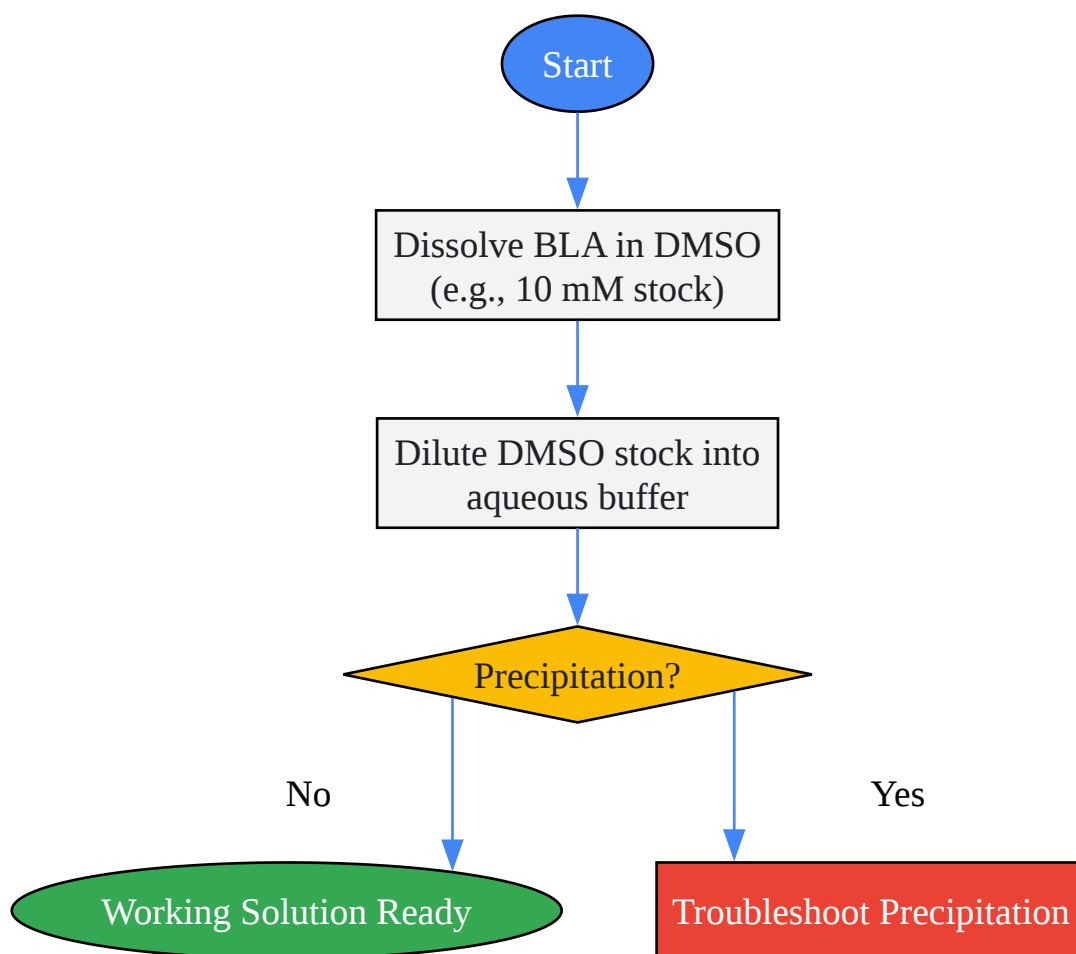 Start
Dissolve BLA in DMSO
(e.g., 10 mM stock)
Dilute DMSO stock into
aqueous buffer
Precipitation?
No
Yes
Working Solution Ready
Troubleshoot Precipitation